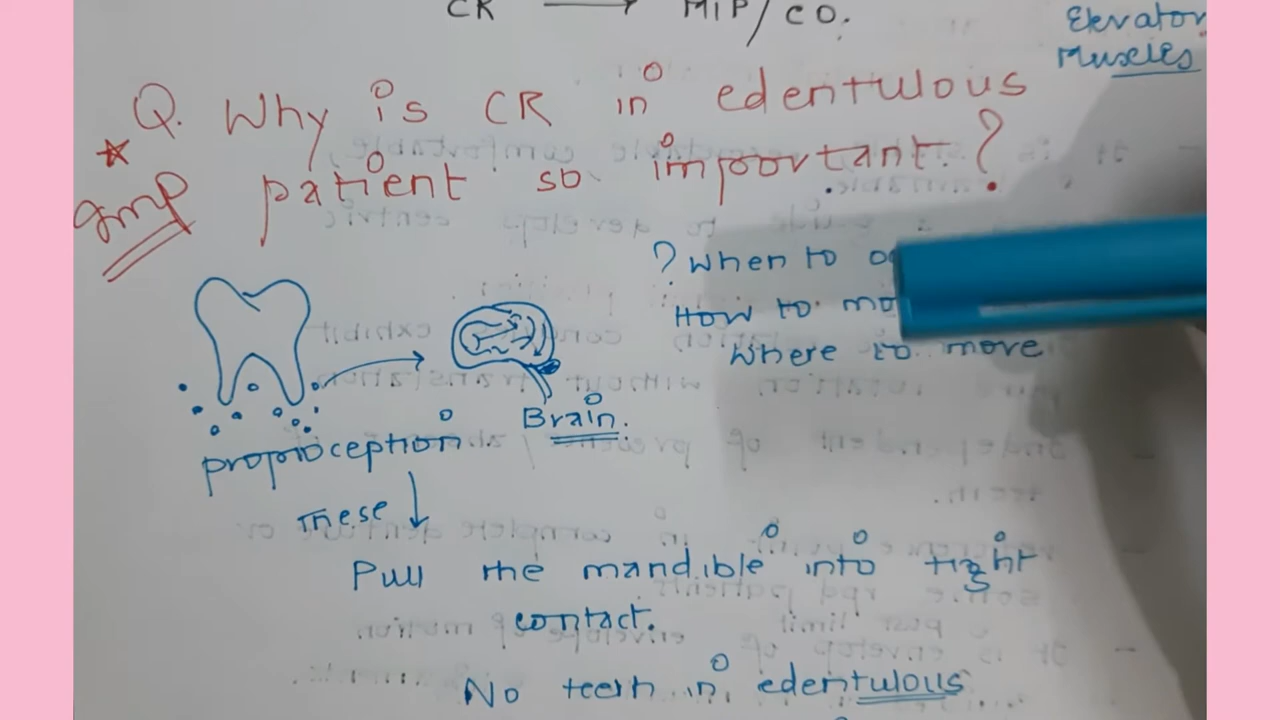 CR → MIP/CO.
Elevator
Muscles
Q. Why is CR in edentulous
Imp patient so important?
? When to
How to
Where to move
Brain.
proprioception
These
Pull the mandible into tight
contact.
No teeth in edentulous